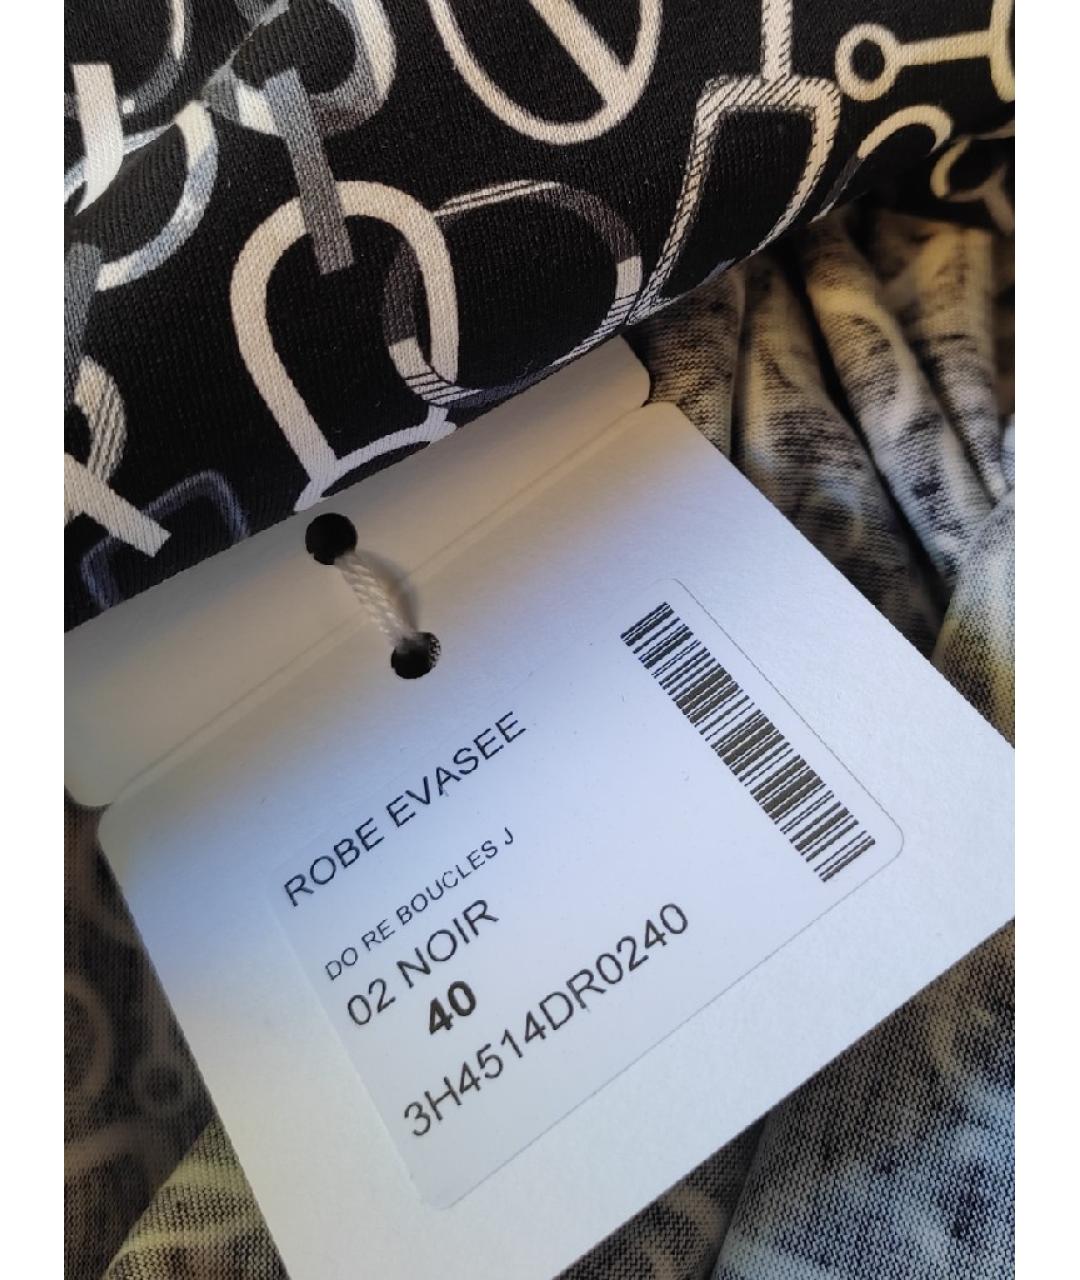 ROBE EVASEE
DO RE BOUCLES J
02 NOIR
40
3H4514DR0240